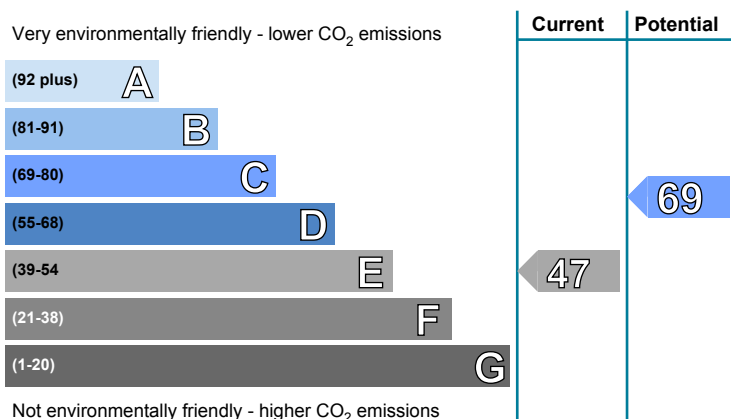 Very environmentally friendly - lower CO2 emissions
Current Potential
(92 plus) A
(81-91) B
(69-80) C
69
(55-68) D
(39-54 E
47
(21-38) F
(1-20) G
Not environmentally friendly - higher CO2 emissions